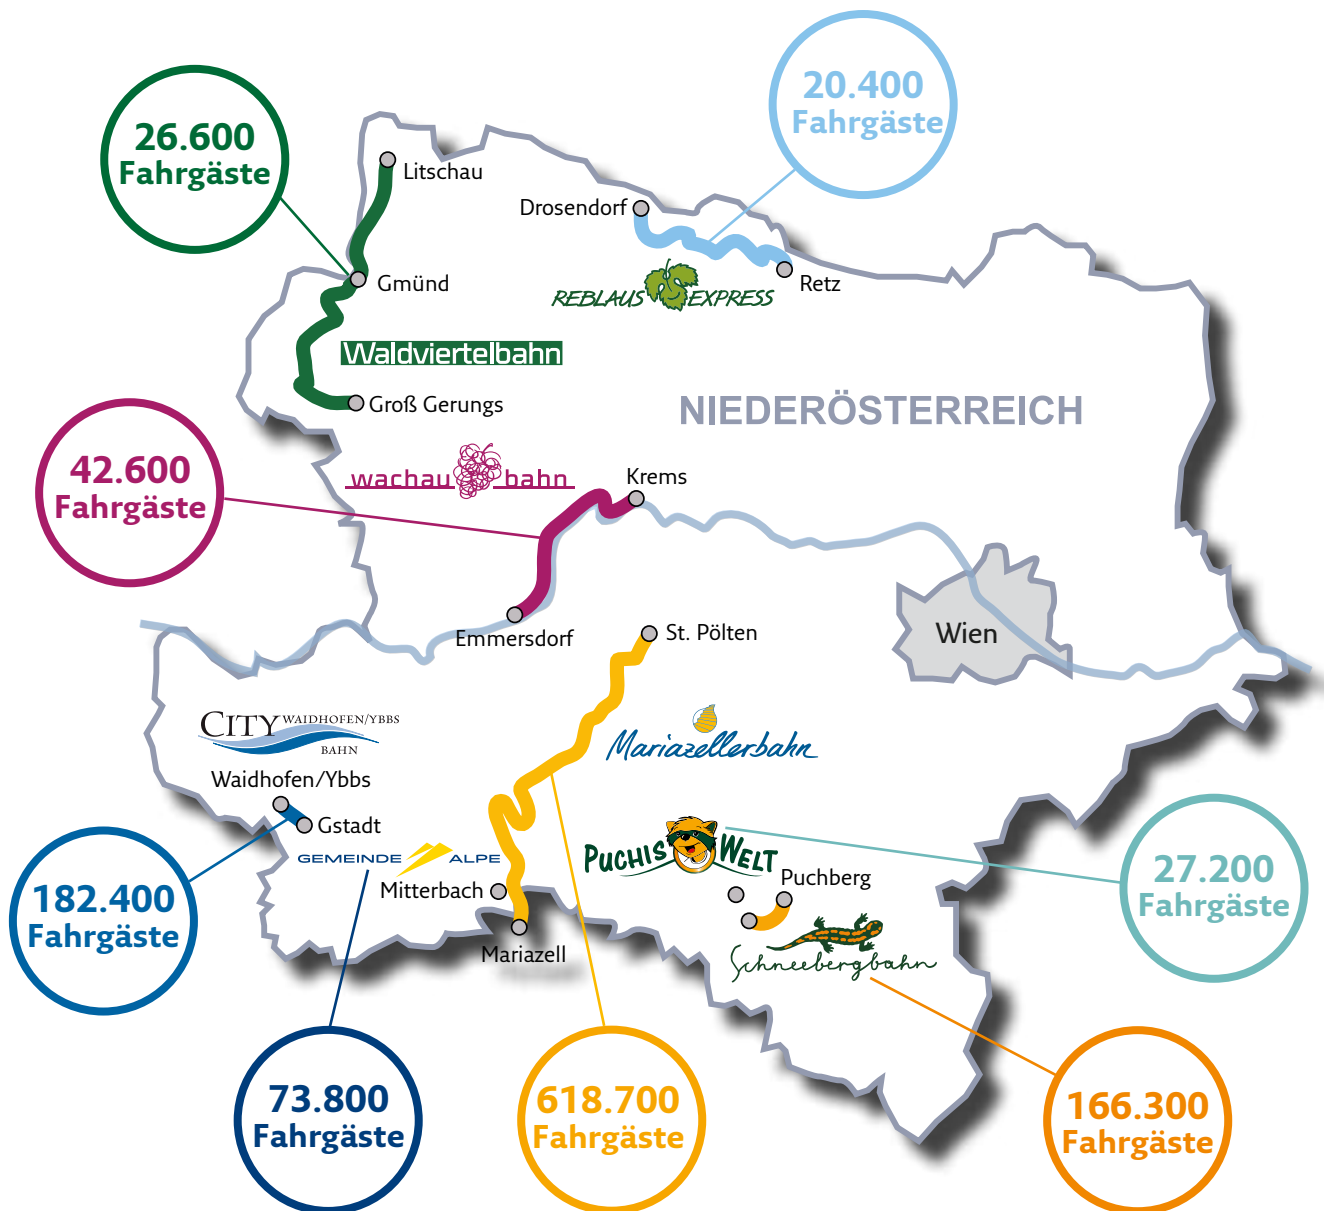 20.400
Fahrgäste
26.600
Fahrgäste
Litschau
Drosendorf
Gmünd
Retz
REBLAUS EXPRESS
Waldviertelbahn
Groß Gerungs
NIEDERÖSTERREICH
42.600
Fahrgäste
wachau bahn
Krems
Emmersdorf
St. Pölten
Wien
CITY WAIDHOFEN/YBBS
BAHN
Mariazellerbahn
Waidhofen/Ybbs
Gstadt
GEMEINDE ALPE
PUCHIS WELT
Mitterbach
Puchberg
27.200
Fahrgäste
182.400
Fahrgäste
Mariazell
Schneebergbahn
73.800
Fahrgäste
618.700
Fahrgäste
166.300
Fahrgäste